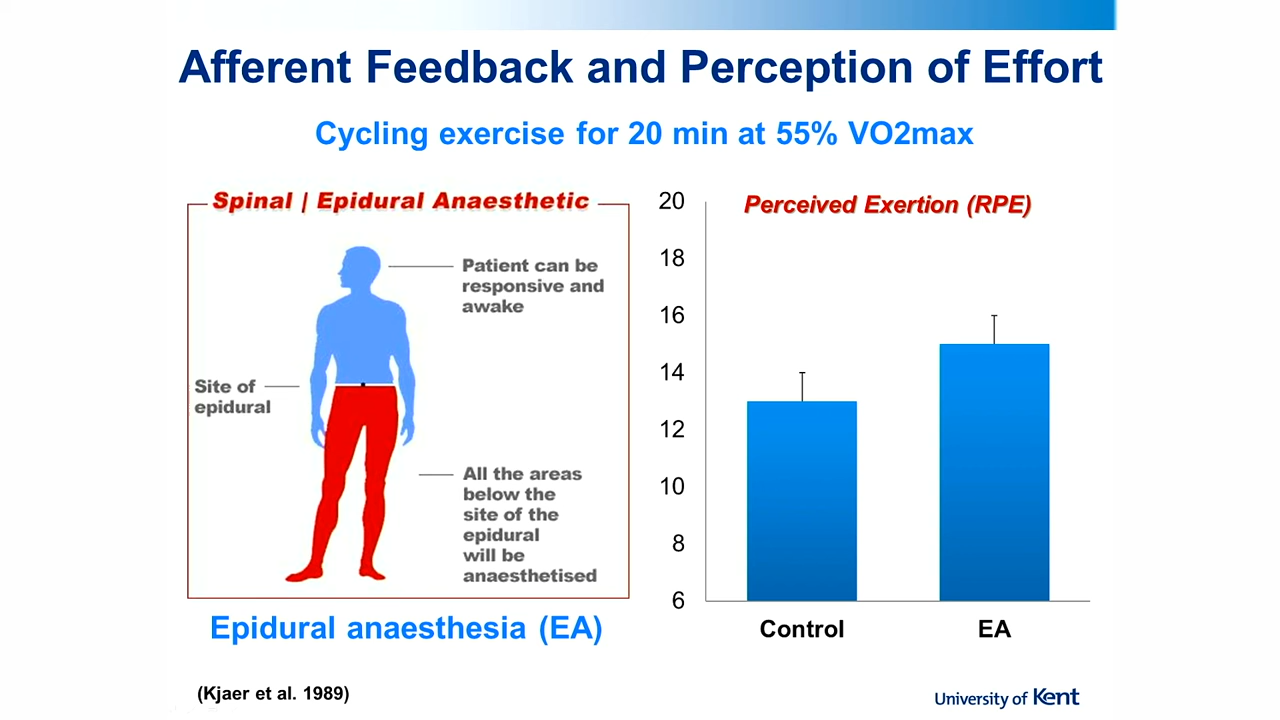 Afferent Feedback and Perception of Effort
Cycling exercise for 20 min at 55% VO2max
Spinal | Epidural Anaesthetic
Patient can be
responsive and
awake
Site of
epidural
All the areas
below the
site of the
epidural
will be
anaesthetised
Epidural anaesthesia (EA)
Perceived Exertion (RPE)
20
18
16
14
12
10
8
6
Control EA
(Kjaer et al. 1989)
University of Kent